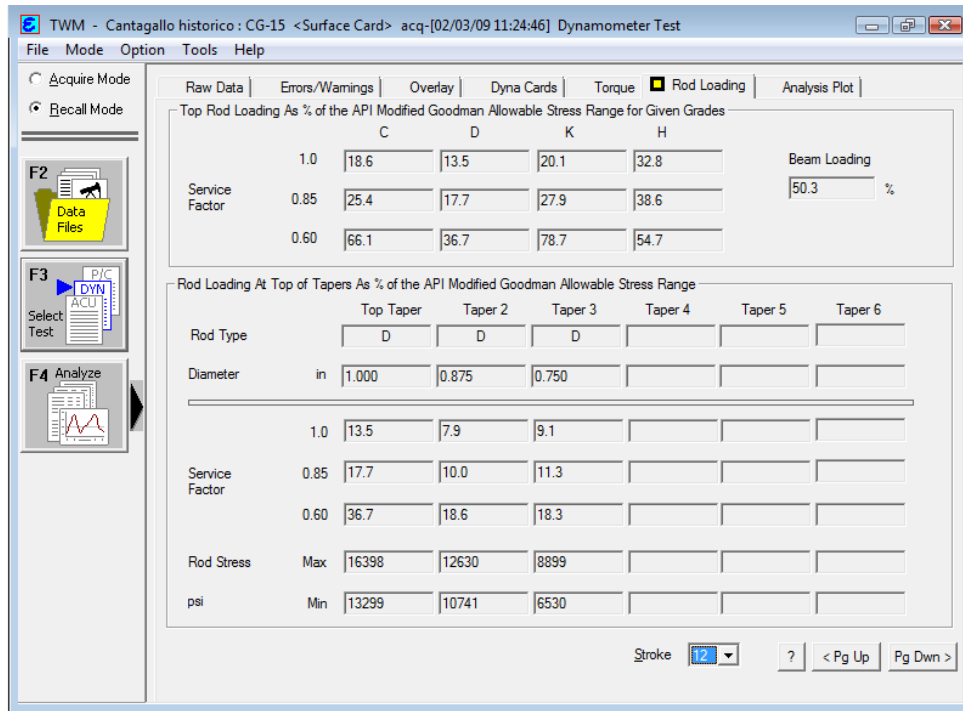 TWM - Cantagallo historico : CG-15 <Surface Card> acq-[02/03/09 11:24:46] Dynamometer Test
File Mode Option Tools Help
Acquire Mode
Recall Mode
F2
Data
Files
F3
P/C
DYN
ACU
Select
Test
F4 Analyze
Raw Data Errors/Warnings Overlay Dyna Cards Torque Rod Loading Analysis Plot
Top Rod Loading As % of the API Modified Goodman Allowable Stress Range for Given Grades
C D K H
1.0 18.6 13.5 20.1 32.8
Service
Factor
0.85 25.4 17.7 27.9 38.6
0.60 66.1 36.7 78.7 54.7
Beam Loading
50.3 %
Rod Loading At Top of Tapers As % of the API Modified Goodman Allowable Stress Range
Top Taper Taper 2 Taper 3 Taper 4 Taper 5 Taper 6
Rod Type D D D
Diameter in 1.000 0.875 0.750
1.0 13.5 7.9 9.1
Service
Factor
0.85 17.7 10.0 11.3
0.60 36.7 18.6 18.3
Rod Stress Max 16398 12630 8899
psi Min 13299 10741 6530
Stroke 12 ? < Pg Up Pg Dwn >